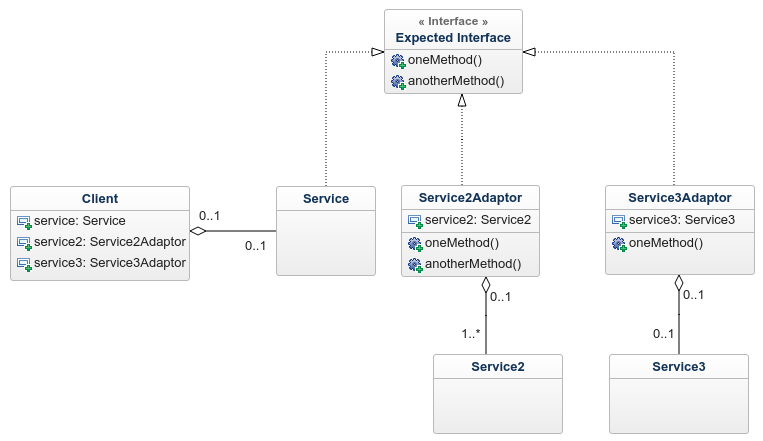 « Interface »
Expected Interface
oneMethod()
anotherMethod()
Client
service: Service
service2: Service2Adaptor
service3: Service3Adaptor
0..1
0..1
Service
Service2Adaptor
service2: Service2
oneMethod()
anotherMethod()
0..1
1..*
Service2
Service3Adaptor
service3: Service3
oneMethod()
0..1
0..1
Service3